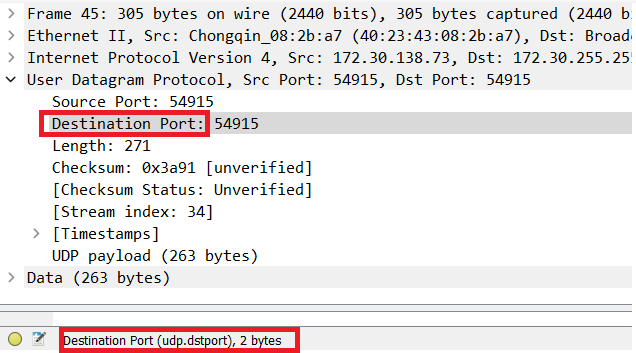 Frame 45: 305 bytes on wire (2440 bits), 305 bytes captured (2440 bi
Ethernet II, Src: Chongqin_08:2b:a7 (40:23:43:08:2b:a7), Dst: Broad
Internet Protocol Version 4, Src: 172.30.138.73, Dst: 172.30.255.255
User Datagram Protocol, Src Port: 54915, Dst Port: 54915
Source Port: 54915
Destination Port: 54915
Length: 271
Checksum: 0x3a91 [unverified]
[Checksum Status: Unverified]
[Stream index: 34]
[Timestamps]
UDP payload (263 bytes)
Data (263 bytes)
Destination Port (udp.dstport), 2 bytes